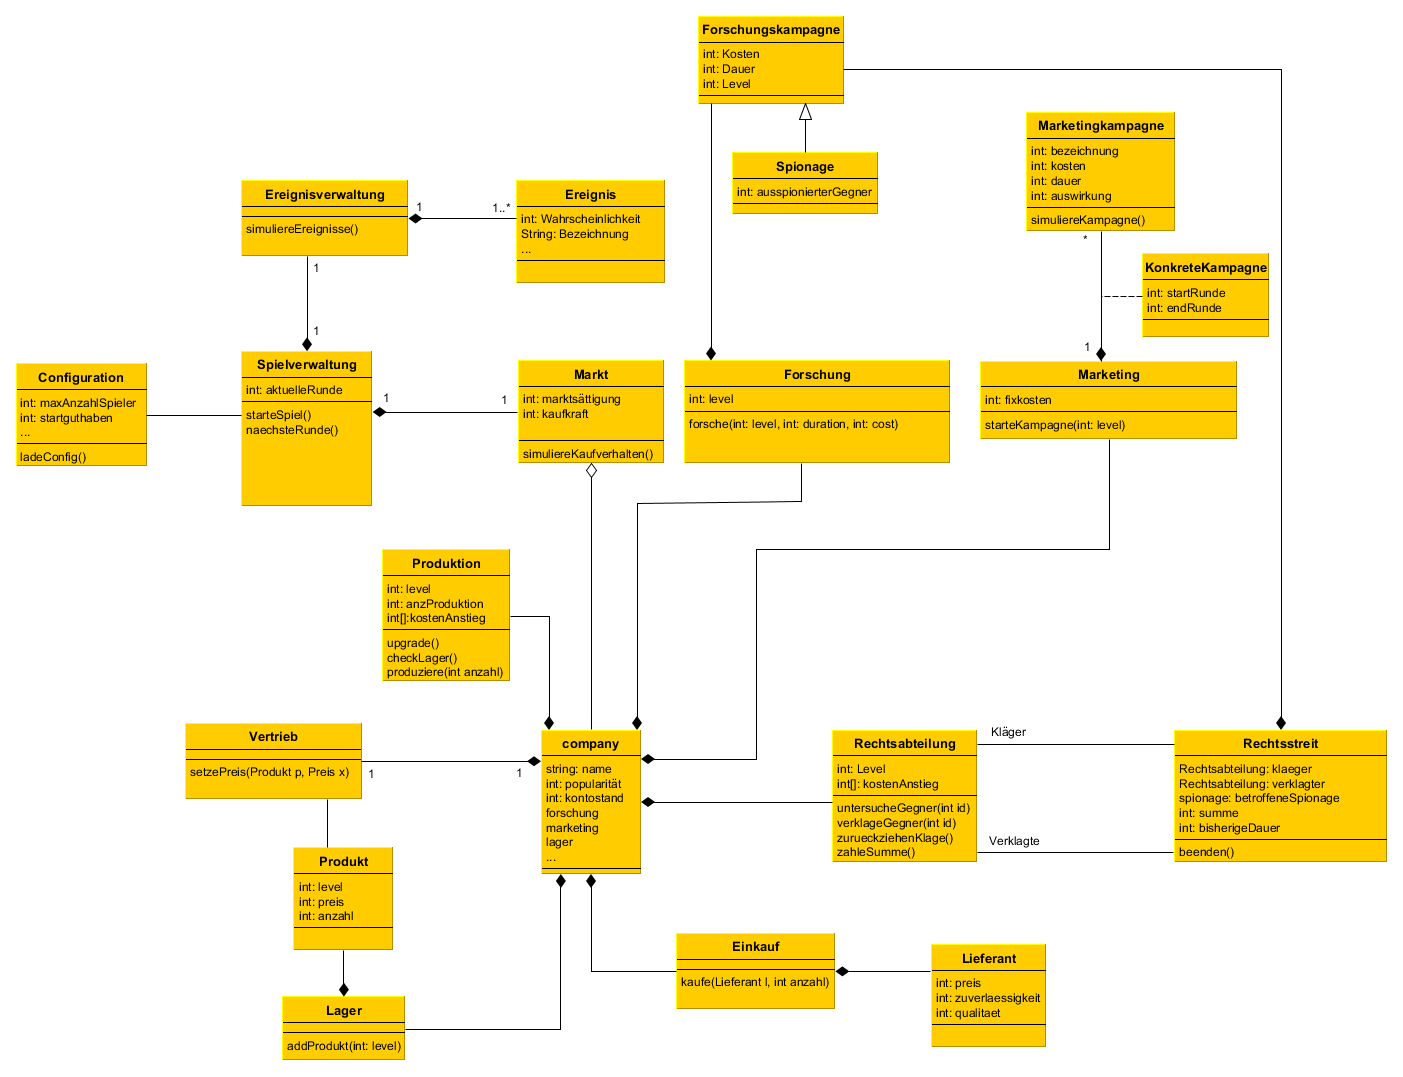 Forschungskampagne
int: Kosten
int: Dauer
int: Level
Marketingkampagne
int: bezeichnung
int: kosten
int: dauer
int: auswirkung
simuliereKampagne()
Spionage
int: ausspionierterGegner
Ereignisverwaltung
simuliereEreignisse()
1
1..*
Ereignis
int: Wahrscheinlichkeit
String: Bezeichnung
...
*
KonkreteKampagne
int: startRunde
int: endRunde
1
1
1
Configuration
int: maxAnzahlSpieler
int: startguthaben
...
ladeConfig()
Spielverwaltung
int: aktuelleRunde
starteSpiel()
naechsteRunde()
1
1
Markt
int: marktsättigung
int: kaufkraft
simuliereKaufverhalten()
Forschung
int: level
forsche(int: level, int: duration, int: cost)
Marketing
int: fixkosten
starteKampagne(int: level)
Produktion
int: level
int: anzProduktion
int[]:kostenAnstieg
upgrade()
checkLager()
produziere(int anzahl)
Vertrieb
setzePreis(Produkt p, Preis x)
1
1
company
string: name
int: popularität
int: kontostand
forschung
marketing
lager
...
Rechtsabteilung
int: Level
int[]: kostenAnstieg
untersucheGegner(int id)
verklageGegner(int id)
zurueckziehenKlage()
zahleSumme()
Kläger
Verklagte
Rechtsstreit
Rechtsabteilung: klaeger
Rechtsabteilung: verklagter
spionage: betroffeneSpionage
int: summe
int: bisherigeDauer
beenden()
Produkt
int: level
int: preis
int: anzahl
Einkauf
kaufe(Lieferant l, int anzahl)
Lieferant
int: preis
int: zuverlaessigkeit
int: qualitaet
Lager
addProdukt(int: level)